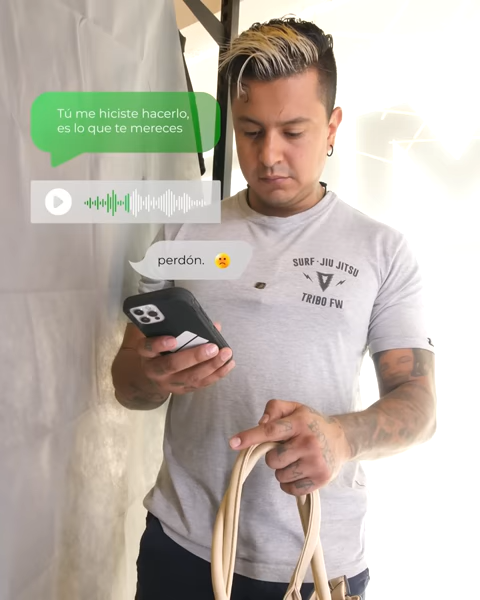 Tú me hiciste hacerlo,
es lo que te mereces
perdón.
SURF-JIU JITSU
TRIBO FW